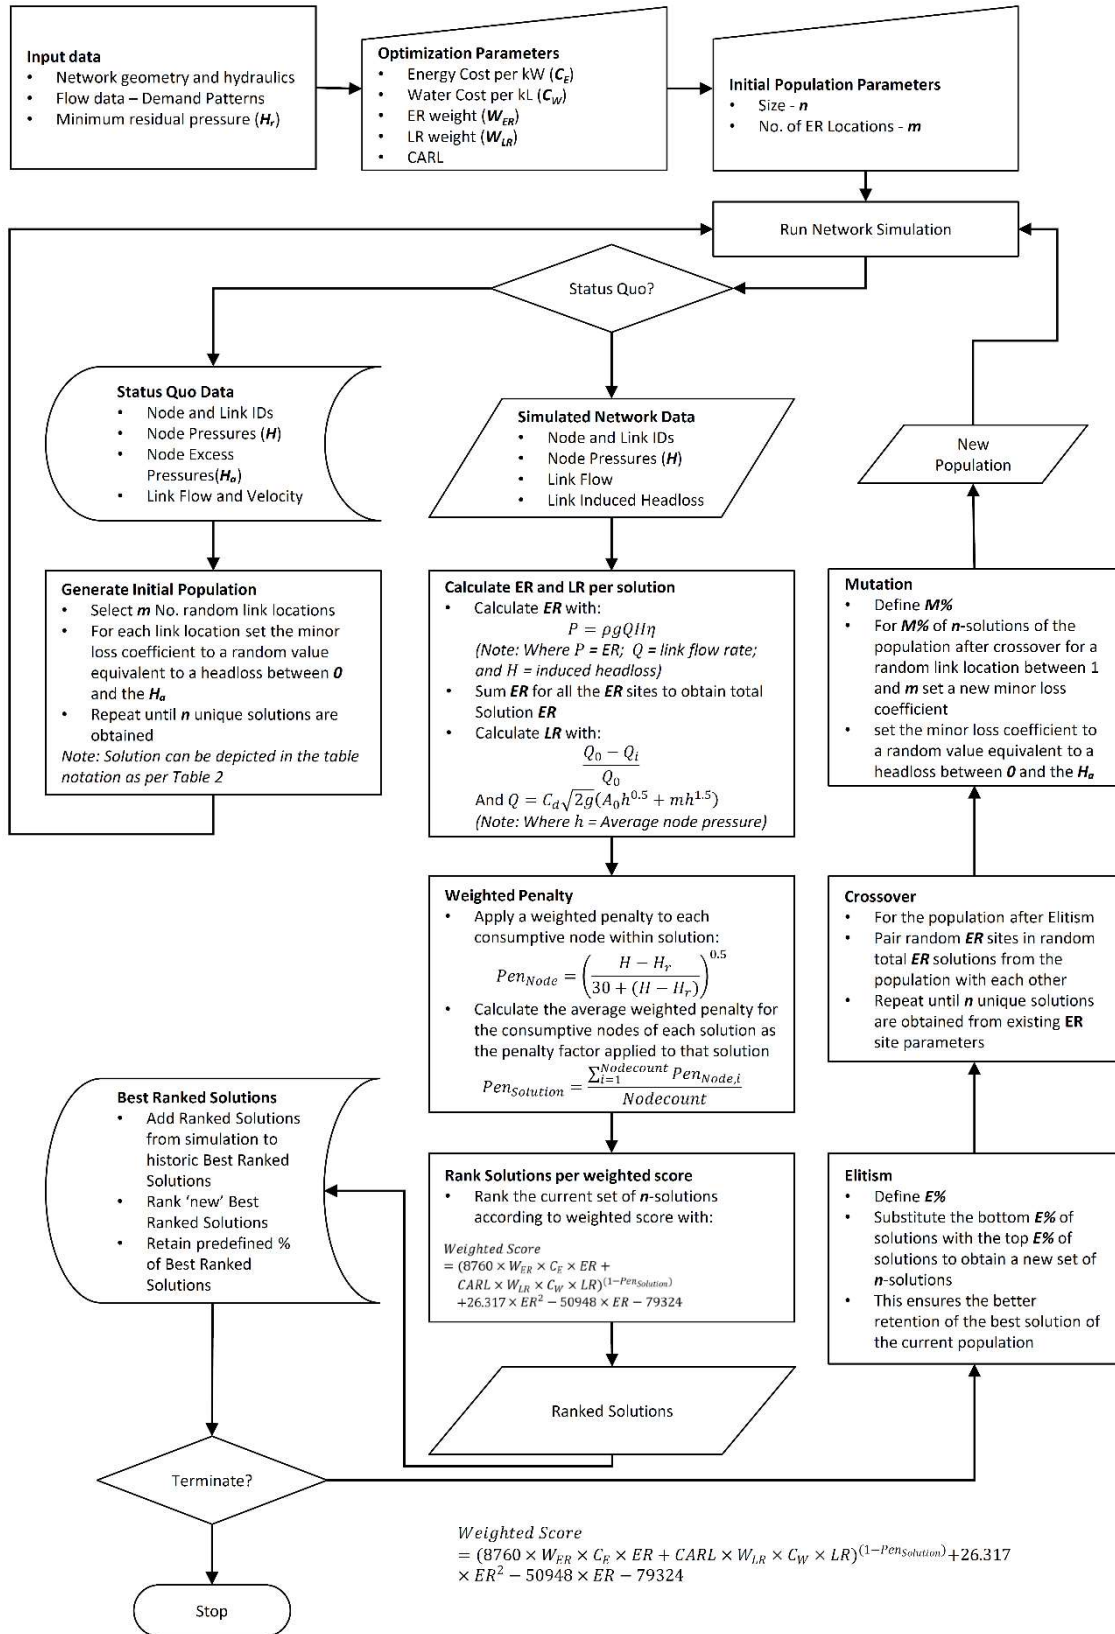 Input data
• Network geometry and hydraulics
• Flow data – Demand Patterns
• Minimum residual pressure (Hr)
Optimization Parameters
• Energy Cost per kW (CE)
• Water Cost per kL (CW)
• ER weight (WER)
• LR weight (WLR)
• CARL
Initial Population Parameters
• Size - n
• No. of ER Locations - m
Run Network Simulation
Status Quo?
Status Quo Data
• Node and Link IDs
• Node Pressures (H)
• Node Excess
Pressures(Ha)
• Link Flow and Velocity
Simulated Network Data
• Node and Link IDs
• Node Pressures (H)
• Link Flow
• Link Induced Headloss
New
Population
Generate Initial Population
• Select m No. random link locations
• For each link location set the minor
loss coefficient to a random value
equivalent to a headloss between 0
and the Ha
• Repeat until n unique solutions are
obtained
Note: Solution can be depicted in the table
notation as per Table 2
Calculate ER and LR per solution
• Calculate ER with:
P = ρgQHη
(Note: Where P = ER; Q = link flow rate;
and H = induced headloss)
• Sum ER for all the ER sites to obtain total
Solution ER
• Calculate LR with:
Q0 − Qi
Q0
And Q = Cd√2g(A0h^0.5 + mh^1.5)
(Note: Where h = Average node pressure)
Mutation
• Define M%
• For M% of n-solutions of the
population after crossover for a
random link location between 1
and m set a new minor loss
coefficient
• set the minor loss coefficient to
a random value equivalent to a
headloss between 0 and the Ha
Weighted Penalty
• Apply a weighted penalty to each
consumptive node within solution:
PenNode = ((H − Hr) / (30 + (H − Hr)))^0.5
• Calculate the average weighted penalty for
the consumptive nodes of each solution as
the penalty factor applied to that solution
PenSolution = ∑i=1^Nodecount PenNode,i / Nodecount
Crossover
• For the population after Elitism
• Pair random ER sites in random
total ER solutions from the
population with each other
• Repeat until n unique solutions
are obtained from existing ER
site parameters
Best Ranked Solutions
• Add Ranked Solutions
from simulation to
historic Best Ranked
Solutions
• Rank ‘new’ Best
Ranked Solutions
• Retain predefined %
of Best Ranked
Solutions
Rank Solutions per weighted score
• Rank the current set of n-solutions
according to weighted score with:
Weighted Score
= (8760 × WER × CE × ER +
CARL × WLR × CW × LR)^(1−PenSolution)
+26.317 × ER² − 50948 × ER − 79324
Elitism
• Define E%
• Substitute the bottom E% of
solutions with the top E% of
solutions to obtain a new set of
n-solutions
• This ensures the better
retention of the best solution of
the current population
Ranked Solutions
Terminate?
Stop
Weighted Score
= (8760 × WER × CE × ER + CARL × WLR × CW × LR)^(1−PenSolution)+26.317
× ER² − 50948 × ER − 79324